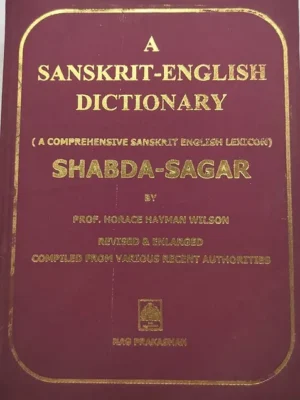 A
SANSKRIT-ENGLISH
DICTIONARY
( A COMPREHENSIVE SANSKRIT ENGLISH LEXICON)
SHABDA-SAGAR
BY
PROF. HORACE HAYMAN WILSON
REVISED & ENLARGED
COMPILED FROM VARIOUS RECENT AUTHORITIES
NAG PRAKASHAN